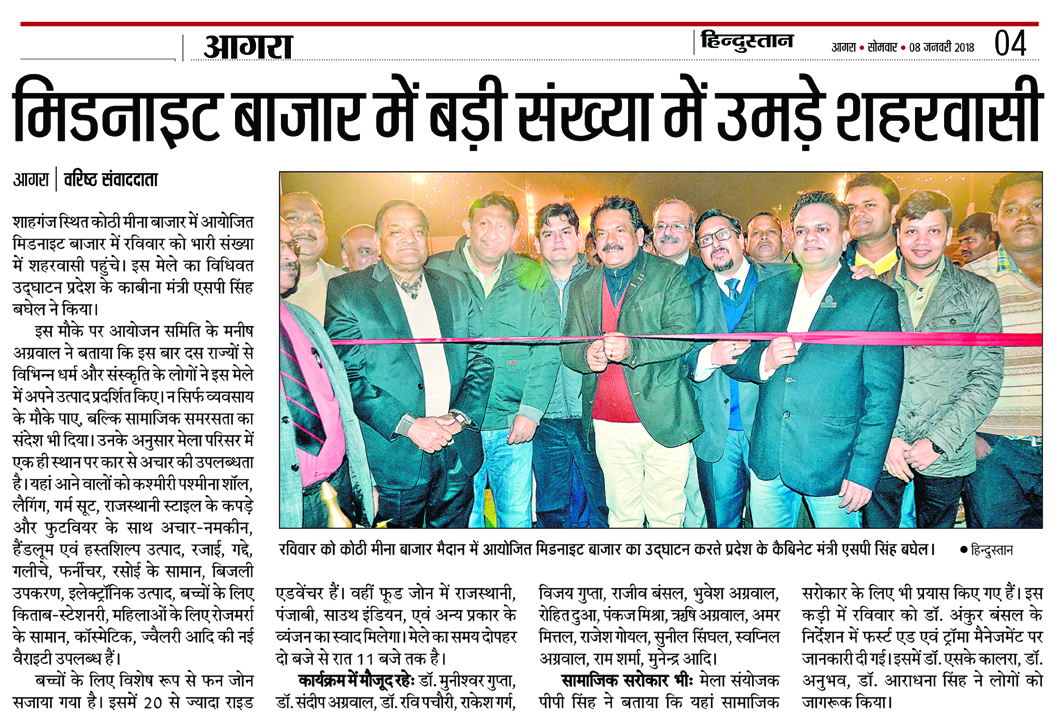 आगरा
हिन्दुस्तान
आगरा • सोमवार • 08 जनवरी 2018 04
मिडनाइट बाजार में बड़ी संख्या में उमड़े शहरवासी
आगरा | वरिष्ठ संवाददाता
शाहगंज स्थित कोठी मीना बाजार में आयोजित
मिडनाइट बाजार में रविवार को भारी संख्या
में शहरवासी पहुंचे। इस मेले का विधिवत
उद्घाटन प्रदेश के काबीना मंत्री एसपी सिंह
बघेल ने किया।
इस मौके पर आयोजन समिति के मनीष
अग्रवाल ने बताया कि इस बार दस राज्यों से
विभिन्न धर्म और संस्कृति के लोगों ने इस मेले
में अपने उत्पाद प्रदर्शित किए। न सिर्फ व्यवसाय
के मौके पाए, बल्कि सामाजिक समरसता का
संदेश भी दिया। उनके अनुसार मेला परिसर में
एक ही स्थान पर कार से अचार की उपलब्धता
है। यहां आने वालों को कश्मीरी पश्मीना शॉल,
लैगिंग, गर्म सूट, राजस्थानी स्टाइल के कपड़े
और फुटवियर के साथ अचार-नमकीन,
हैंडलूम एवं हस्तशिल्प उत्पाद, रजाई, गद्दे,
गलीचे, फर्नीचर, रसोई के सामान, बिजली
उपकरण, इलेक्ट्रॉनिक उत्पाद, बच्चों के लिए
किताब-स्टेशनरी, महिलाओं के लिए रोजमर्रा
के सामान, कॉस्मेटिक, ज्वैलरी आदि की नई
वैराइटी उपलब्ध हैं।
बच्चों के लिए विशेष रूप से फन जोन
सजाया गया है। इसमें 20 से ज्यादा राइड
रविवार को कोठी मीना बाजार मैदान में आयोजित मिडनाइट बाजार का उद्घाटन करते प्रदेश के कैबिनेट मंत्री एसपी सिंह बघेल। • हिन्दुस्तान
एडवेंचर हैं। वहीं फूड जोन में राजस्थानी,
पंजाबी, साउथ इंडियन, एवं अन्य प्रकार के
व्यंजन का स्वाद मिलेगा। मेले का समय दोपहर
दो बजे से रात 11 बजे तक है।
कार्यक्रम में मौजूद रहेः डॉ. मुनीश्वर गुप्ता,
डॉ. संदीप अग्रवाल, डॉ. रवि पचौरी, राकेश गर्ग,
विजय गुप्ता, राजीव बंसल, भुवेश अग्रवाल,
रोहित दुआ, पंकज मिश्रा, ऋषि अग्रवाल, अमर
मित्तल, राजेश गोयल, सुनील सिंघल, स्वप्निल
अग्रवाल, राम शर्मा, मुनेन्द्र आदि।
सामाजिक सरोकार भीः मेला संयोजक
पीपी सिंह ने बताया कि यहां सामाजिक
सरोकार के लिए भी प्रयास किए गए हैं। इस
कड़ी में रविवार को डॉ. अंकुर बंसल के
निर्देशन में फर्स्ट एड एवं ट्रॉमा मैनेजमेंट पर
जानकारी दी गई। इसमें डॉ. एसके कालरा, डॉ.
अनुभव, डॉ. आराधना सिंह ने लोगों को
जागरूक किया।